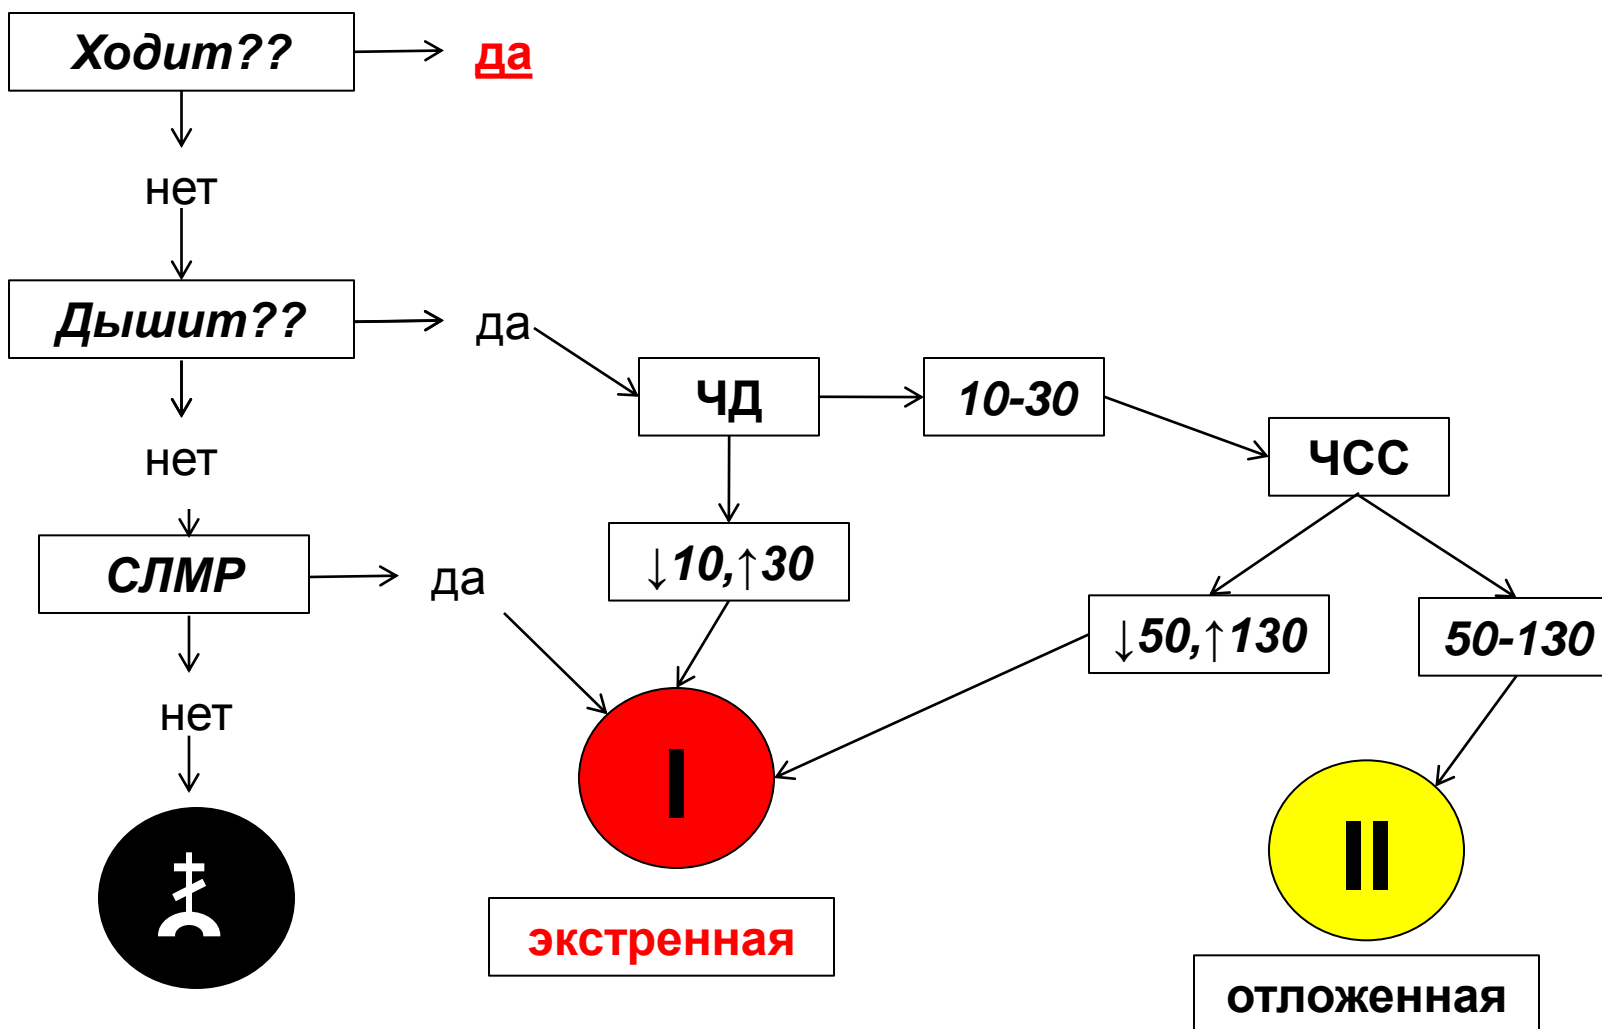 Ходит??
да
нет
Дышит??
да
ЧД
10-30
ЧСС
нет
СЛМР
да
↓10,↑30
↓50,↑130
50-130
нет
I
II
экстренная
отложенная